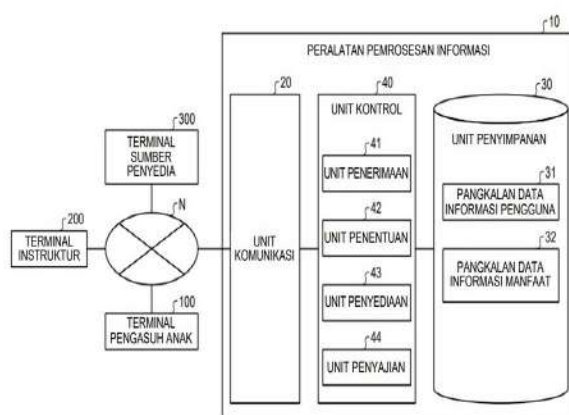 10
PERALATAN PEMROSESAN INFORMASI
20
40
30
UNIT KONTROL
UNIT PENYIMPANAN
300
TERMINAL
SUMBER
PENYEDIA
41
UNIT PENERIMAAN
31
PANGKALAN DATA
INFORMASI PENGGUNA
200
TERMINAL
INSTRUKTUR
N
UNIT
KOMUNIKASI
42
UNIT PENENTUAN
32
PANGKALAN DATA
INFORMASI MANFAAT
43
UNIT PENYEDIAAN
100
TERMINAL
PENGASUH ANAK
44
UNIT PENYAJIAN